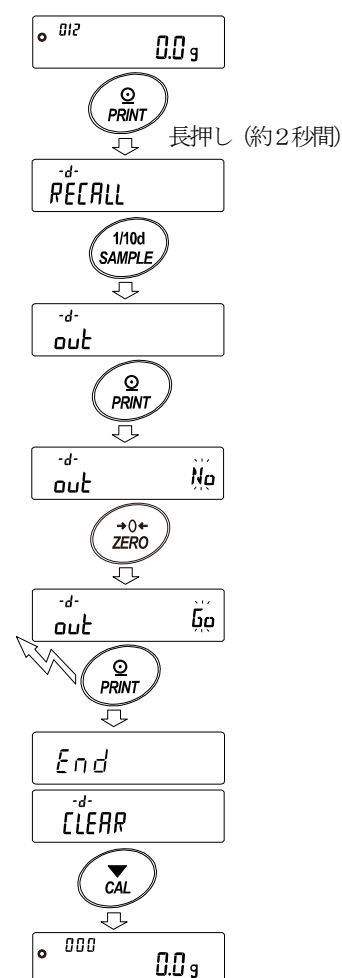 012
0.0 g
PRINT
長押し (約2秒間)
-d-
RECALL
1/10d
SAMPLE
-d-
out
PRINT
-d-
out No
→0←
ZERO
-d-
out Go
PRINT
End
-d-
CLEAR
CAL
000
0.0 g